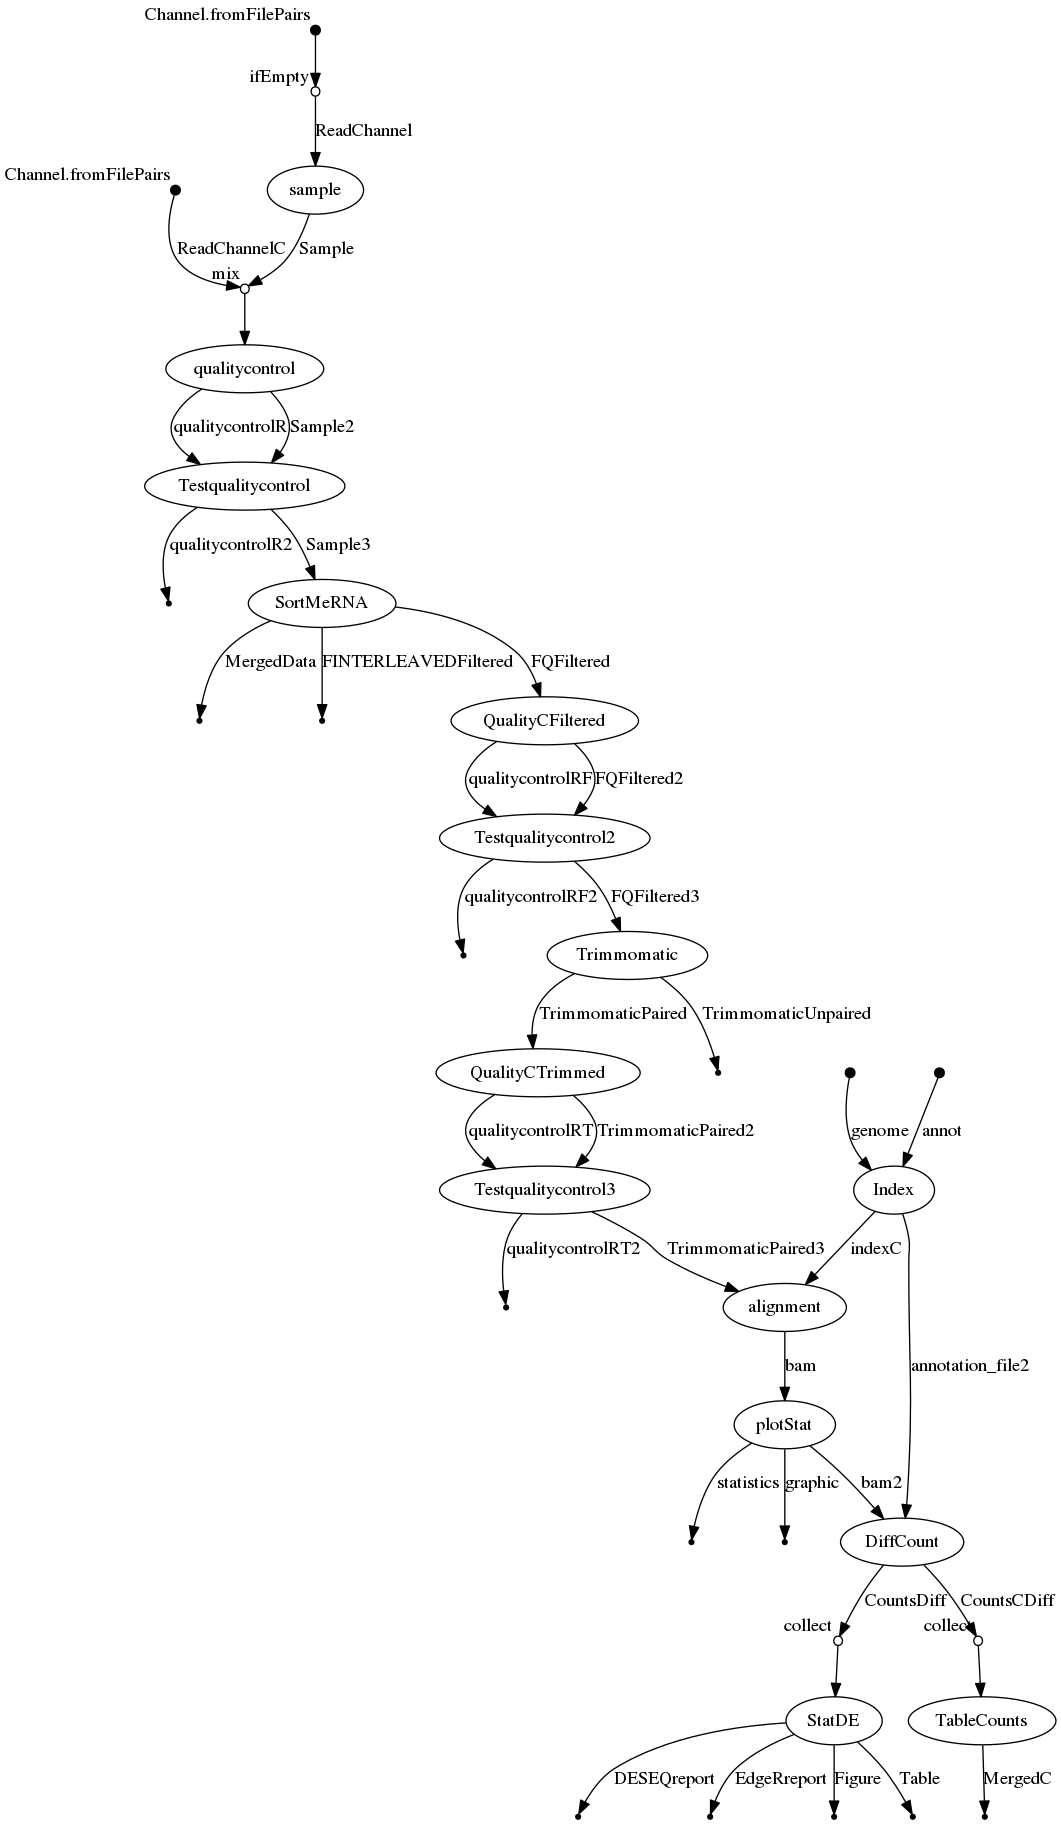 Channel.fromFilePairs
ifEmpty
ReadChannel
Channel.fromFilePairs
sample
ReadChannelC
Sample
mix
qualitycontrol
qualitycontrolR
Sample2
Testqualitycontrol
qualitycontrolR2
Sample3
SortMeRNA
MergedData
FINTERLEAVEDFiltered
FQFiltered
QualityCFiltered
qualitycontrolRF
FQFiltered2
Testqualitycontrol2
qualitycontrolRF2
FQFiltered3
Trimmomatic
TrimmomaticPaired
TrimmomaticUnpaired
QualityCTrimmed
qualitycontrolRT
TrimmomaticPaired2
genome
annot
Testqualitycontrol3
Index
qualitycontrolRT2
TrimmomaticPaired3
indexC
alignment
bam
annotation_file2
plotStat
statistics
graphic
bam2
DiffCount
CountsDiff
CountsCDiff
collect
collect
StatDE
TableCounts
DESEQreport
EdgeRreport
Figure
Table
MergedC